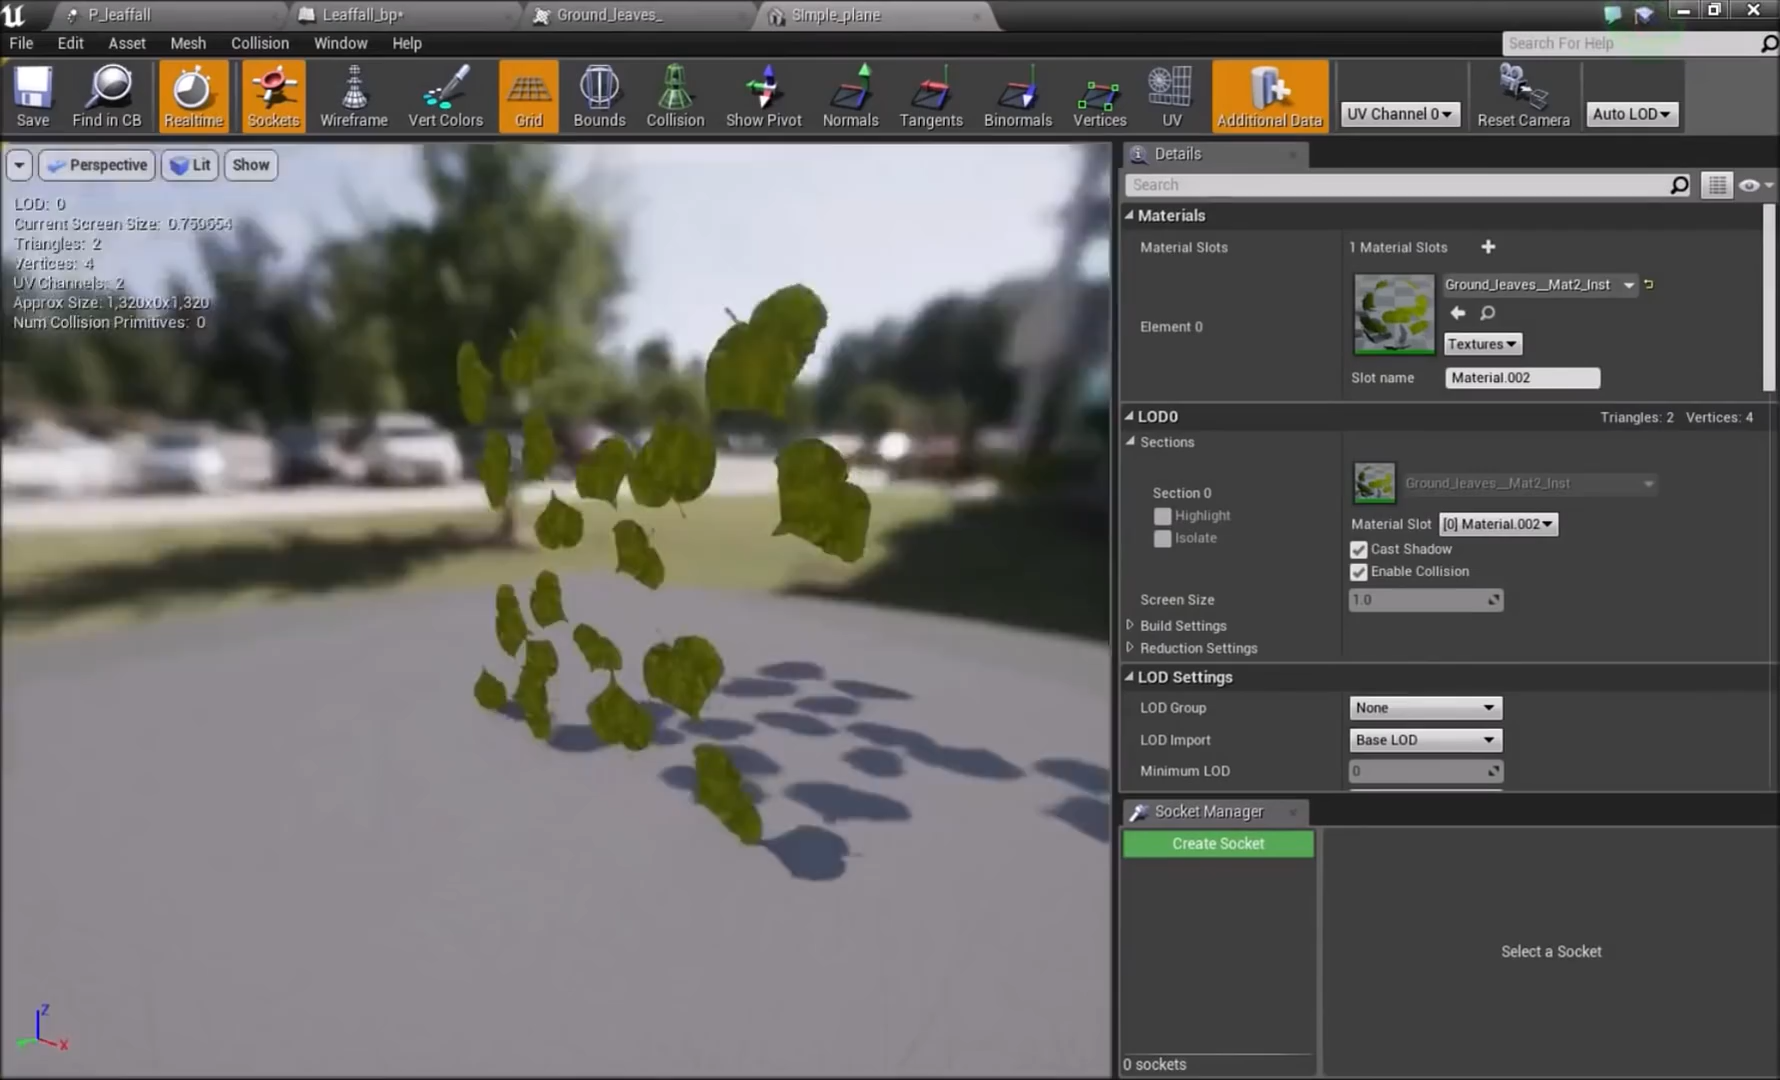 P_leaffall
Leaffall_bp*
Ground_leaves_
SImple_plane
File Edit Asset Mesh Collision Window Help
Search For Help
Save
Find in CB
Realtime
Sockets
Wireframe
Vert Colors
Grid
Bounds
Collision
Show Pivot
Normals
Tangents
Binormals
Vertices
UV
Additional Data
UV Channel 0
Reset Camera
Auto LOD
Perspective
Lit
Show
LOD: 0
Current Screen Size: 0.759654
Triangles: 2
Vertices: 4
UV Channels: 2
Approx Size: 1,320x0x1,320
Num Collision Primitives: 0
Z
X
Details
Search
Materials
Material Slots
1 Material Slots
Element 0
Ground_leaves__Mat2_Inst
Textures
Slot name
Material.002
LOD0
Triangles: 2 Vertices: 4
Sections
Section 0
Highlight
Isolate
Ground_leaves__Mat2_Inst
Material Slot [0] Material.002
Cast Shadow
Enable Collision
Screen Size
1.0
Build Settings
Reduction Settings
LOD Settings
LOD Group
None
LOD Import
Base LOD
Minimum LOD
0
Socket Manager
Create Socket
Select a Socket
0 sockets